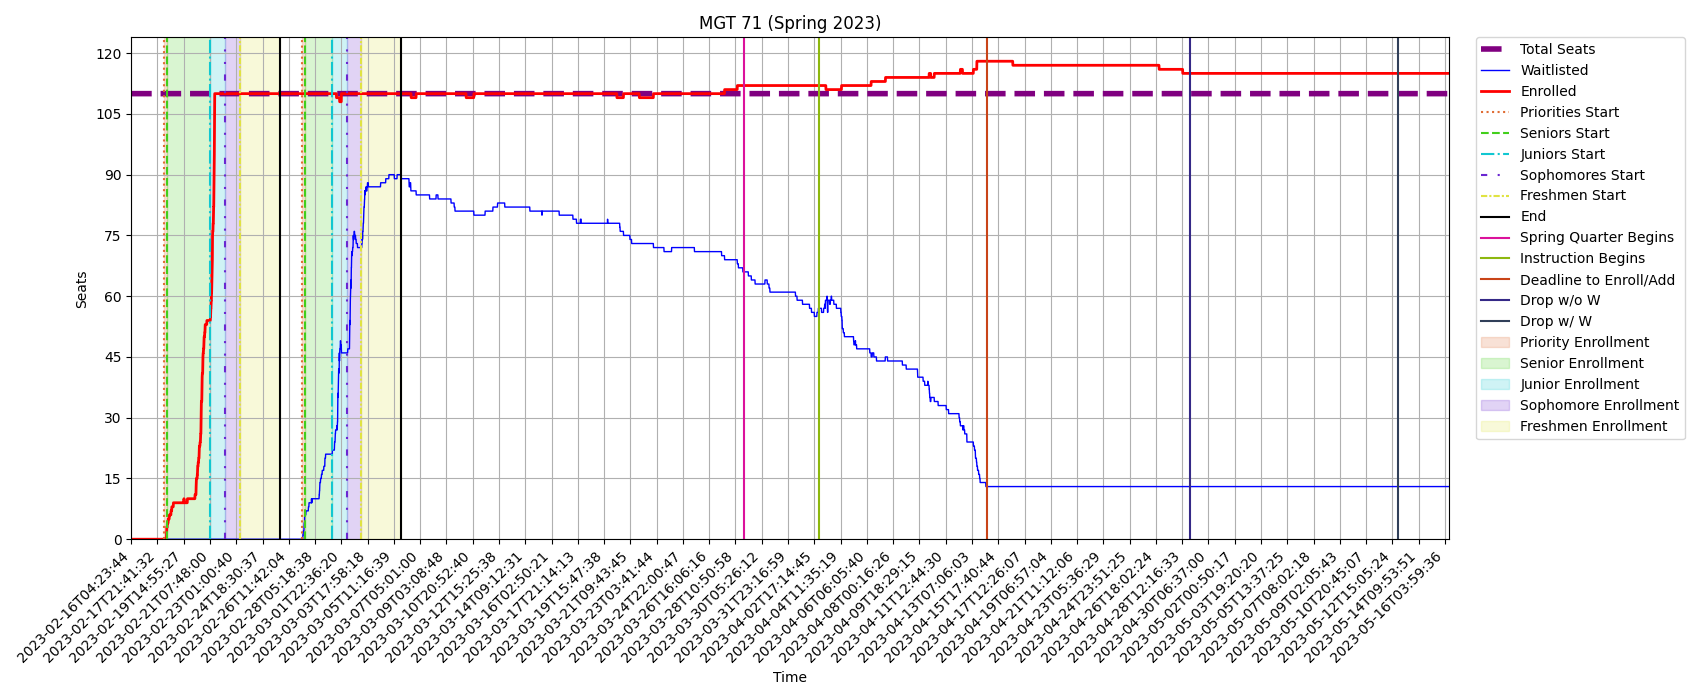 MGT 71 (Spring 2023)
Seats
120
105
90
75
60
45
30
15
0
2023-02-16T04:23:44
2023-02-17T21:41:32
2023-02-19T14:55:27
2023-02-21T07:48:00
2023-02-23T01:00:40
2023-02-24T18:30:37
2023-02-26T11:42:04
2023-02-28T05:18:38
2023-03-01T22:36:20
2023-03-03T17:58:18
2023-03-05T11:16:39
2023-03-07T05:01:00
2023-03-09T03:08:48
2023-03-10T20:52:40
2023-03-12T15:25:38
2023-03-14T09:12:31
2023-03-16T02:50:21
2023-03-17T21:14:13
2023-03-19T15:47:38
2023-03-21T09:43:45
2023-03-23T03:41:44
2023-03-24T22:00:47
2023-03-26T16:06:16
2023-03-28T10:50:58
2023-03-30T05:26:12
2023-03-31T23:16:59
2023-04-02T17:14:45
2023-04-04T11:35:19
2023-04-06T06:05:40
2023-04-08T00:16:26
2023-04-09T18:29:15
2023-04-11T12:44:30
2023-04-13T07:06:03
2023-04-15T17:40:44
2023-04-17T12:26:07
2023-04-19T06:57:04
2023-04-21T11:12:06
2023-04-23T05:36:29
2023-04-24T23:51:25
2023-04-26T18:02:24
2023-04-28T12:16:33
2023-04-30T06:37:00
2023-05-02T00:50:17
2023-05-03T19:20:20
2023-05-05T13:37:25
2023-05-07T08:02:18
2023-05-09T02:05:43
2023-05-10T20:45:07
2023-05-12T15:05:24
2023-05-14T09:53:51
2023-05-16T03:59:36
Time
Total Seats
Waitlisted
Enrolled
Priorities Start
Seniors Start
Juniors Start
Sophomores Start
Freshmen Start
End
Spring Quarter Begins
Instruction Begins
Deadline to Enroll/Add
Drop w/o W
Drop w/ W
Priority Enrollment
Senior Enrollment
Junior Enrollment
Sophomore Enrollment
Freshmen Enrollment